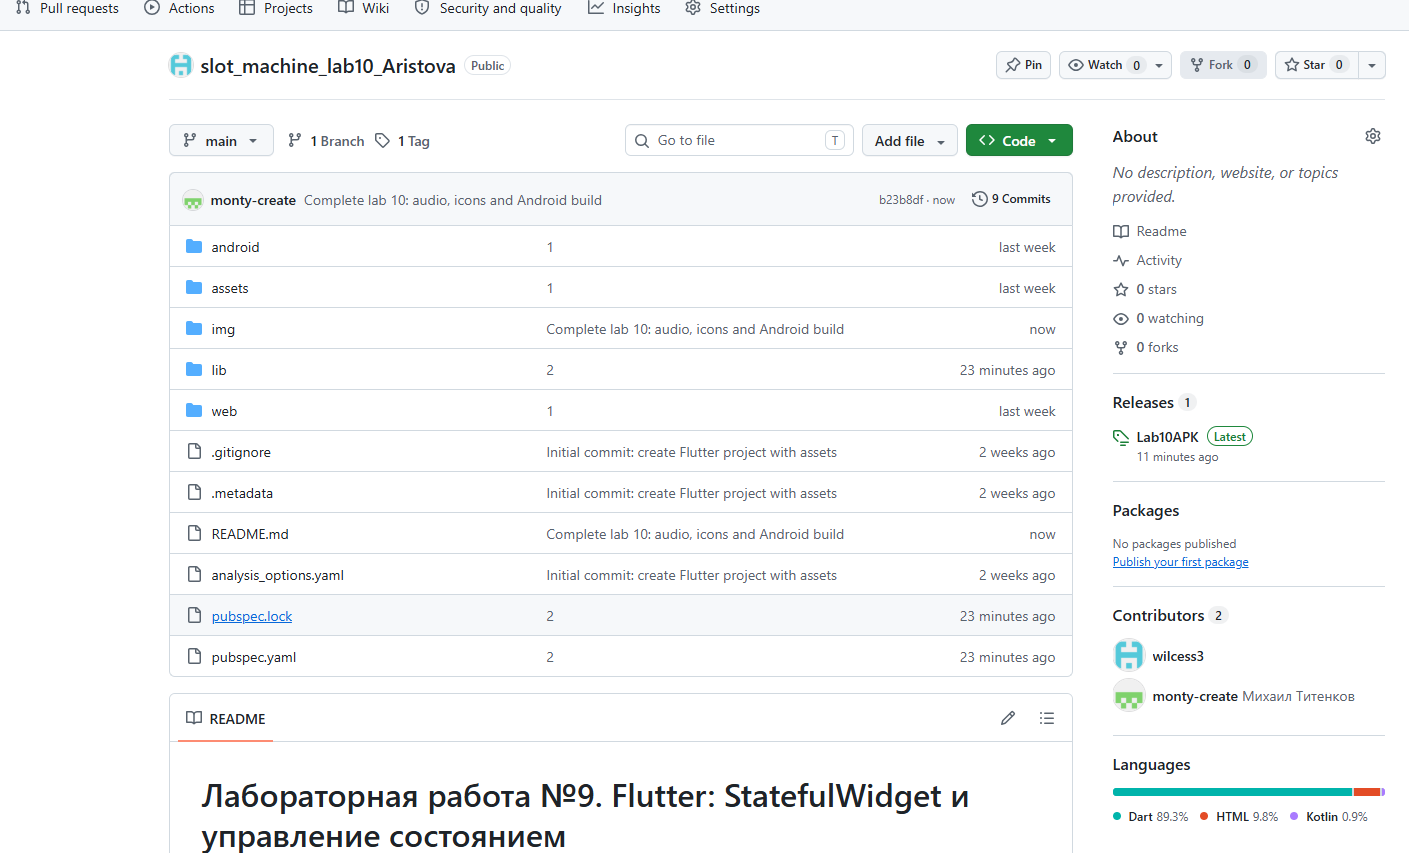 Pull requests Actions Projects Wiki Security and quality Insights Settings
slot_machine_lab10_Aristova Public Pin Watch 0 Fork 0 Star 0
main 1 Branch 1 Tag Go to file T Add file Code
monty-create Complete lab 10: audio, icons and Android build b23b8df · now 9 Commits
android 1 last week
assets 1 last week
img Complete lab 10: audio, icons and Android build now
lib 2 23 minutes ago
web 1 last week
.gitignore Initial commit: create Flutter project with assets 2 weeks ago
.metadata Initial commit: create Flutter project with assets 2 weeks ago
README.md Complete lab 10: audio, icons and Android build now
analysis_options.yaml Initial commit: create Flutter project with assets 2 weeks ago
pubspec.lock 2 23 minutes ago
pubspec.yaml 2 23 minutes ago
README
Лабораторная работа №9. Flutter: StatefulWidget и
управление состоянием
About
No description, website, or topics
provided.
Readme
Activity
0 stars
0 watching
0 forks
Releases 1
Lab10APK Latest
11 minutes ago
Packages
No packages published
Publish your first package
Contributors 2
wilcess3
monty-create Михаил Титенков
Languages
Dart 89.3% HTML 9.8% Kotlin 0.9%